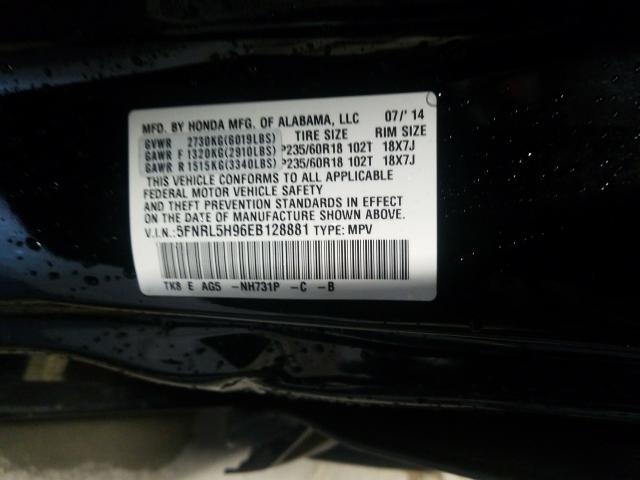 MFD. BY HONDA MFG. OF ALABAMA, LLC 07/'14
GVWR 2730KG(6019LBS) TIRE SIZE RIM SIZE
GAWR F 1320KG(2910LBS) P235/60R18 102T 18X7J
GAWR R 1515KG(3340LBS) P235/60R18 102T 18X7J
THIS VEHICLE CONFORMS TO ALL APPLICABLE
FEDERAL MOTOR VEHICLE SAFETY
AND THEFT PREVENTION STANDARDS IN EFFECT
ON THE DATE OF MANUFACTURE SHOWN ABOVE.
V.I.N.: 5FNRL5H96EB128881 TYPE: MPV
TK8 E AG5 -NH731P -C -B